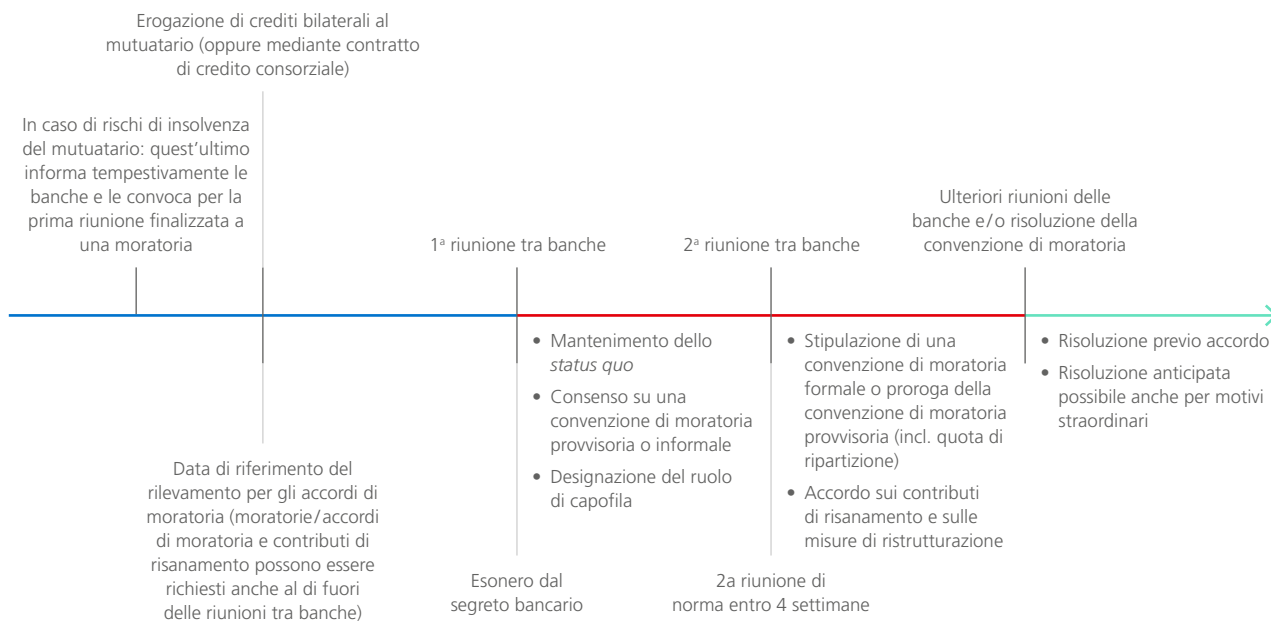 Erogazione di crediti bilaterali al
mutuatario (oppure mediante contratto
di credito consorziale)
In caso di rischi di insolvenza
del mutuatario: quest'ultimo
informa tempestivamente le
banche e le convoca per la
prima riunione finalizzata a
una moratoria
1ª riunione tra banche
2ª riunione tra banche
Ulteriori riunioni delle
banche e/o risoluzione della
convenzione di moratoria
• Mantenimento dello
status quo
• Consenso su una
convenzione di moratoria
provvisoria o informale
• Designazione del ruolo
di capofila
• Stipulazione di una
convenzione di moratoria
formale o proroga della
convenzione di moratoria
provvisoria (incl. quota di
ripartizione)
• Accordo sui contributi
di risanamento e sulle
misure di ristrutturazione
• Risoluzione previo accordo
• Risoluzione anticipata
possibile anche per motivi
straordinari
Data di riferimento del
rilevamento per gli accordi di
moratoria (moratorie/accordi
di moratoria e contributi di
risanamento possono essere
richiesti anche al di fuori
delle riunioni tra banche)
Esonero dal
segreto bancario
2a riunione di
norma entro 4 settimane